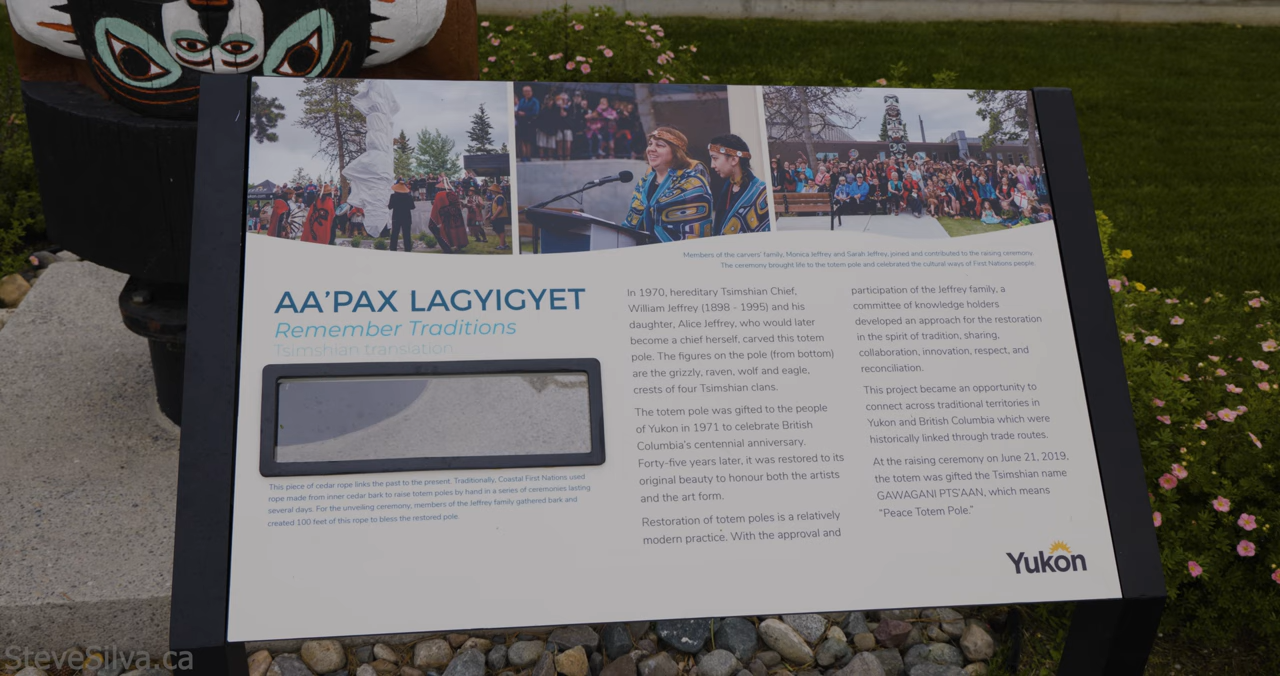 Members of the carvers' family, Monica Jeffrey and Sarah Jeffrey, joined and contributed to the raising ceremony.
The ceremony brought life to the totem pole and celebrated the cultural ways of First Nations people.
AA'PAX LAGYIGYET
Remember Traditions
Tsimshian translation
This piece of cedar rope links the past to the present. Traditionally, Coastal First Nations used
rope made from inner cedar bark to raise totem poles by hand in a series of ceremonies lasting
several days. For the unveiling ceremony, members of the Jeffrey family gathered bark and
created 100 feet of this rope to bless the restored pole.
In 1970, hereditary Tsimshian Chief,
William Jeffrey (1898 - 1995) and his
daughter, Alice Jeffrey, who would later
become a chief herself, carved this totem
pole. The figures on the pole (from bottom)
are the grizzly, raven, wolf and eagle,
crests of four Tsimshian clans.
The totem pole was gifted to the people
of Yukon in 1971 to celebrate British
Columbia's centennial anniversary.
Forty-five years later, it was restored to its
original beauty to honour both the artists
and the art form.
Restoration of totem poles is a relatively
modern practice. With the approval and
participation of the Jeffrey family, a
committee of knowledge holders
developed an approach for the restoration
in the spirit of tradition, sharing,
collaboration, innovation, respect, and
reconciliation.
This project became an opportunity to
connect across traditional territories in
Yukon and British Columbia which were
historically linked through trade routes.
At the raising ceremony on June 21, 2019,
the totem was gifted the Tsimshian name
GAWAGANI PTS'AAN, which means
"Peace Totem Pole."
Yukon
SteveSilva.ca